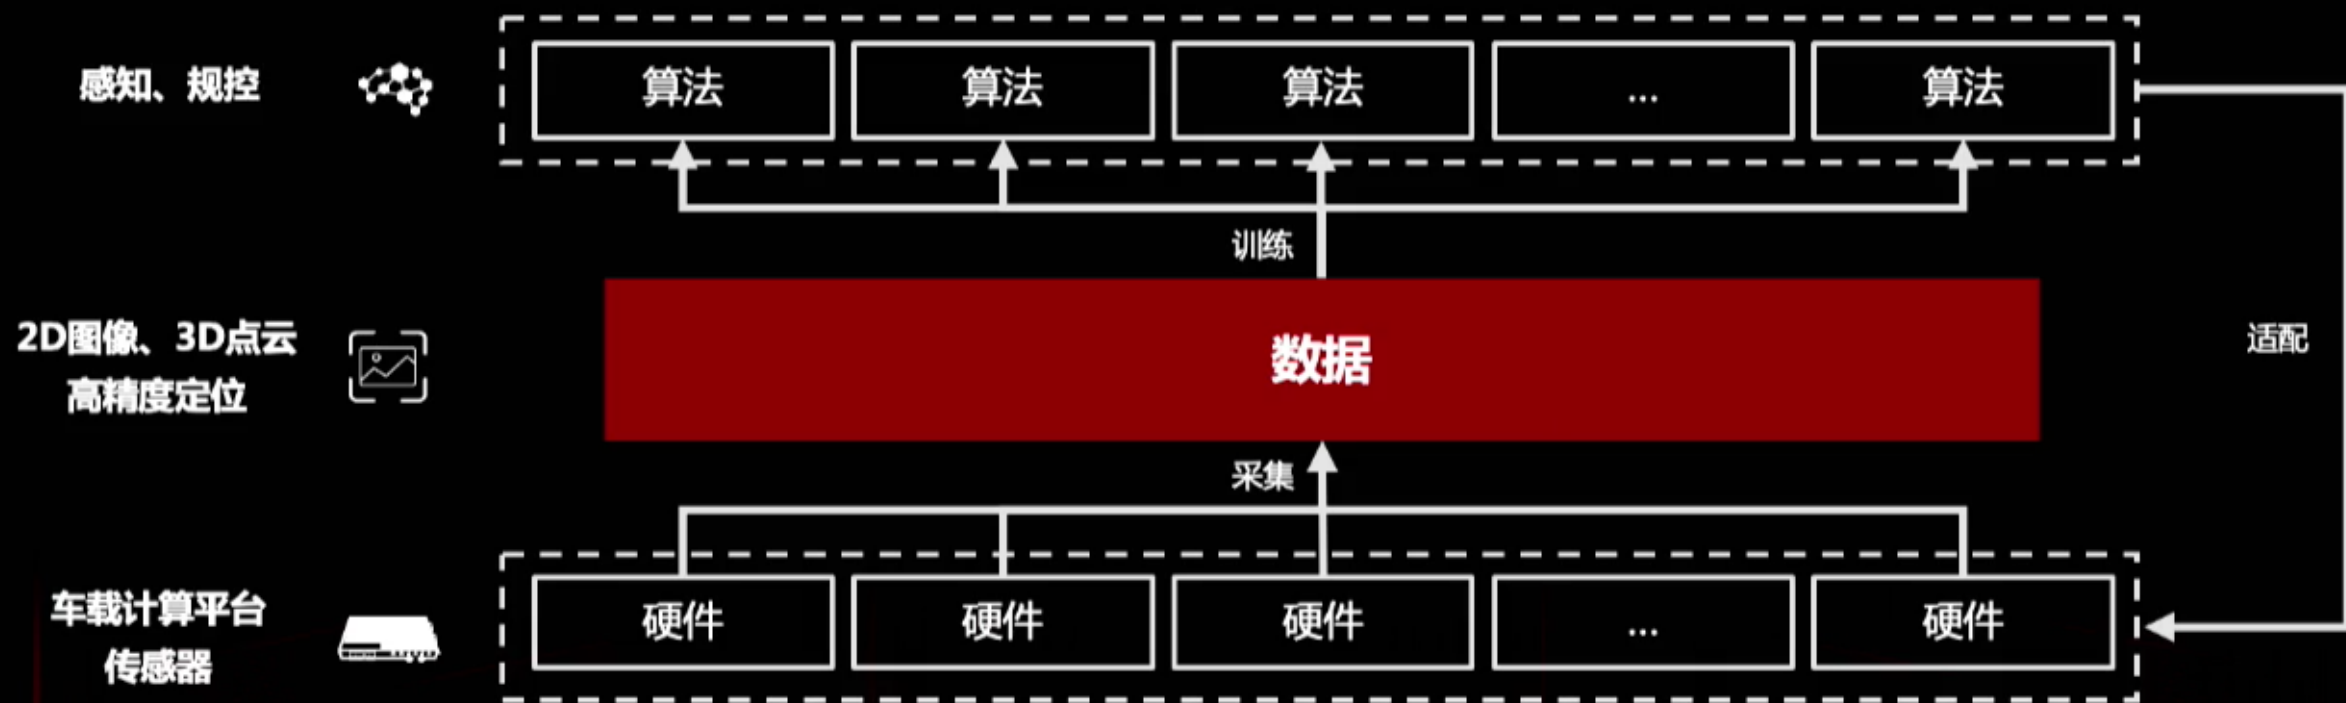 感知、规控
算法
算法
算法
...
算法
训练
2D图像、3D点云
高精度定位
数据
适配
采集
车载计算平台
传感器
硬件
硬件
硬件
...
硬件